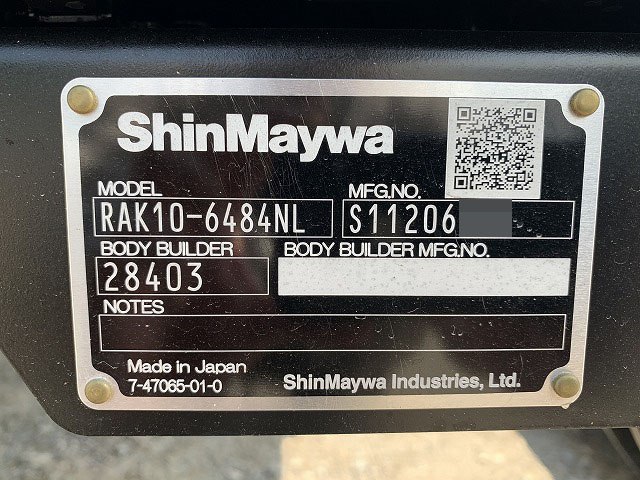 ShinMaywa
MODEL MFG.NO.
RAK10-6484NL S11206
BODY BUILDER BODY BUILDER MFG.NO.
28403
NOTES
Made in Japan
7-47065-01-0 ShinMaywa Industries, Ltd.